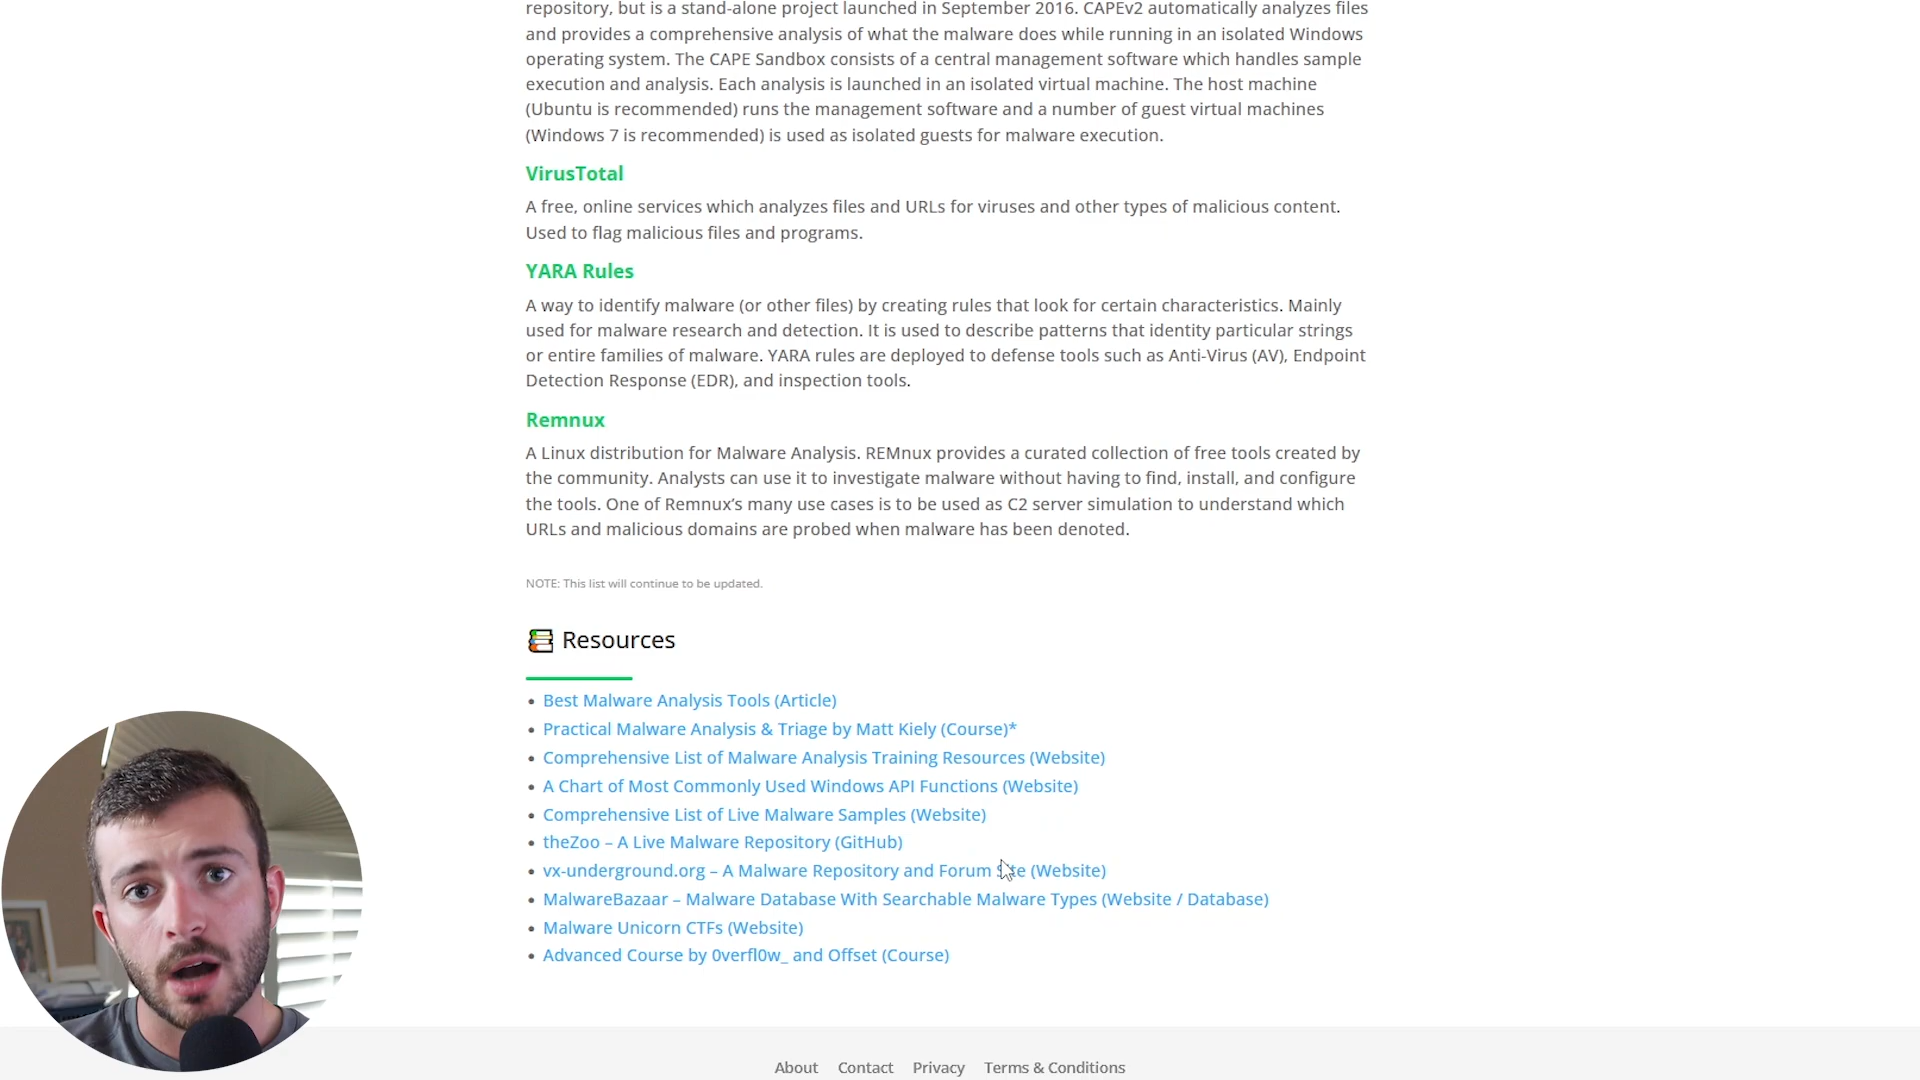 repository, but is a stand-alone project launched in September 2016. CAPEv2 automatically analyzes files
and provides a comprehensive analysis of what the malware does while running in an isolated Windows
operating system. The CAPE Sandbox consists of a central management software which handles sample
execution and analysis. Each analysis is launched in an isolated virtual machine. The host machine
(Ubuntu is recommended) runs the management software and a number of guest virtual machines
(Windows 7 is recommended) is used as isolated guests for malware execution.
VirusTotal
A free, online services which analyzes files and URLs for viruses and other types of malicious content.
Used to flag malicious files and programs.
YARA Rules
A way to identify malware (or other files) by creating rules that look for certain characteristics. Mainly
used for malware research and detection. It is used to describe patterns that identity particular strings
or entire families of malware. YARA rules are deployed to defense tools such as Anti-Virus (AV), Endpoint
Detection Response (EDR), and inspection tools.
Remnux
A Linux distribution for Malware Analysis. REMnux provides a curated collection of free tools created by
the community. Analysts can use it to investigate malware without having to find, install, and configure
the tools. One of Remnux’s many use cases is to be used as C2 server simulation to understand which
URLs and malicious domains are probed when malware has been denoted.
NOTE: This list will continue to be updated.
Resources
Best Malware Analysis Tools (Article)
Practical Malware Analysis & Triage by Matt Kiely (Course)*
Comprehensive List of Malware Analysis Training Resources (Website)
A Chart of Most Commonly Used Windows API Functions (Website)
Comprehensive List of Live Malware Samples (Website)
theZoo – A Live Malware Repository (GitHub)
vx-underground.org – A Malware Repository and Forum Site (Website)
MalwareBazaar – Malware Database With Searchable Malware Types (Website / Database)
Malware Unicorn CTFs (Website)
Advanced Course by 0verfl0w_ and Offset (Course)
About Contact Privacy Terms & Conditions